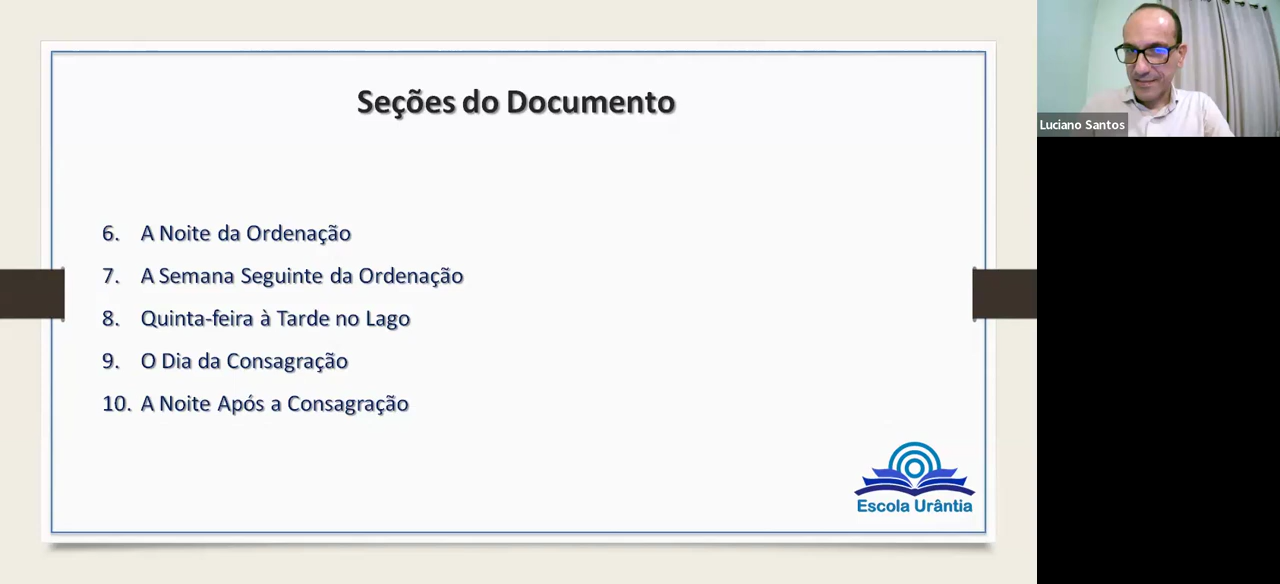 Seções do Documento
6. A Noite da Ordenação
7. A Semana Seguinte da Ordenação
8. Quinta-feira à Tarde no Lago
9. O Dia da Consagração
10. A Noite Após a Consagração
Escola Urântia
Luciano Santos